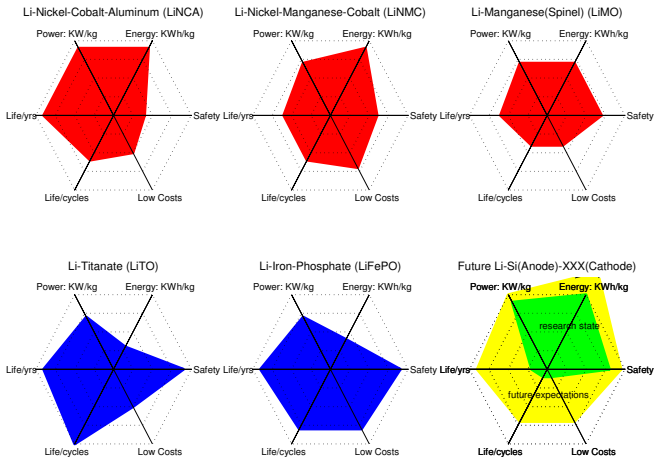 Li-Nickel-Cobalt-Aluminum (LiNCA)
Power: KW/kg
Energy: KWh/kg
Life/yrs
Safety
Life/cycles
Low Costs
Li-Nickel-Manganese-Cobalt (LiNMC)
Power: KW/kg
Energy: KWh/kg
Life/yrs
Safety
Life/cycles
Low Costs
Li-Manganese(Spinel) (LiMO)
Power: KW/kg
Energy: KWh/kg
Life/yrs
Safety
Life/cycles
Low Costs
Li-Titanate (LiTO)
Power: KW/kg
Energy: KWh/kg
Life/yrs
Safety
Life/cycles
Low Costs
Li-Iron-Phosphate (LiFePO)
Power: KW/kg
Energy: KWh/kg
Life/yrs
Safety
Life/cycles
Low Costs
Future Li-Si(Anode)-XXX(Cathode)
Power: KW/kg
Energy: KWh/kg
research state
Life/yrs
Safety
future expectations
Life/cycles
Low Costs